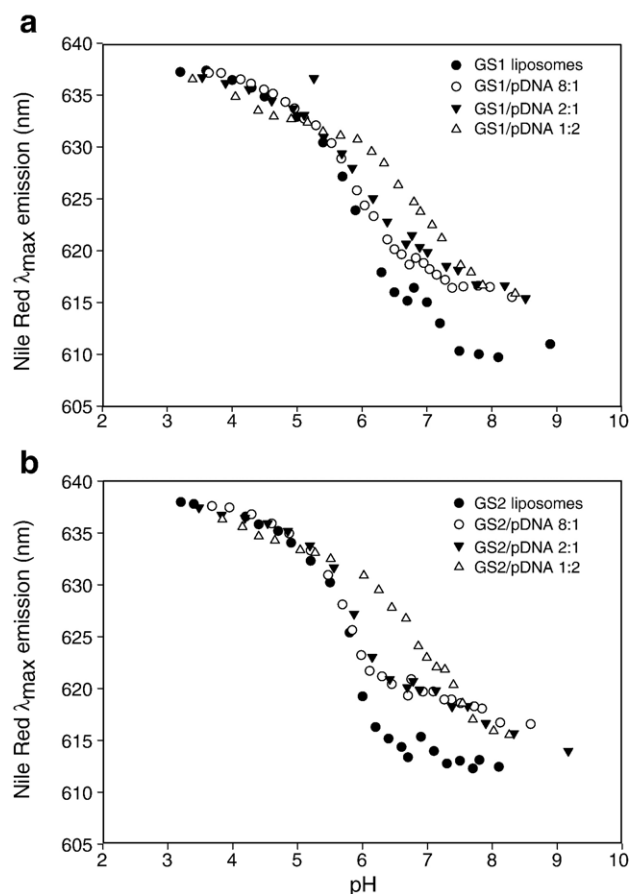 a
640
635
630
625
620
615
610
605
Nile Red λmax emission (nm)
GS1 liposomes
GS1/pDNA 8:1
GS1/pDNA 2:1
GS1/pDNA 1:2
2 3 4 5 6 7 8 9 10
b
640
635
630
625
620
615
610
605
Nile Red λmax emission (nm)
GS2 liposomes
GS2/pDNA 8:1
GS2/pDNA 2:1
GS2/pDNA 1:2
2 3 4 5 6 7 8 9 10
pH